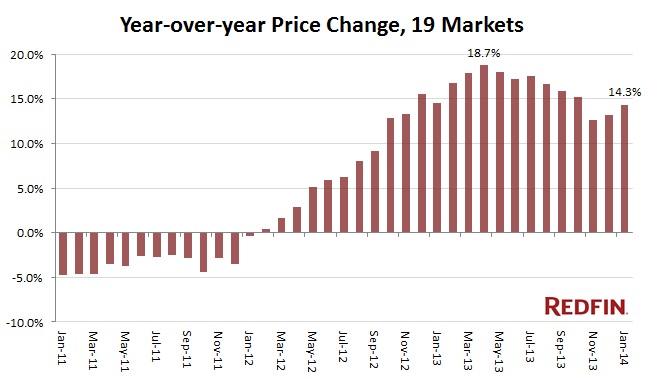 Year-over-year Price Change, 19 Markets
20.0%
15.0%
10.0%
5.0%
0.0%
-5.0%
-10.0%
18.7%
14.3%
REDFIN.
Jan-11
Mar-11
May-11
Jul-11
Sep-11
Nov-11
Jan-12
Mar-12
May-12
Jul-12
Sep-12
Nov-12
Jan-13
Mar-13
May-13
Jul-13
Sep-13
Nov-13
Jan-14